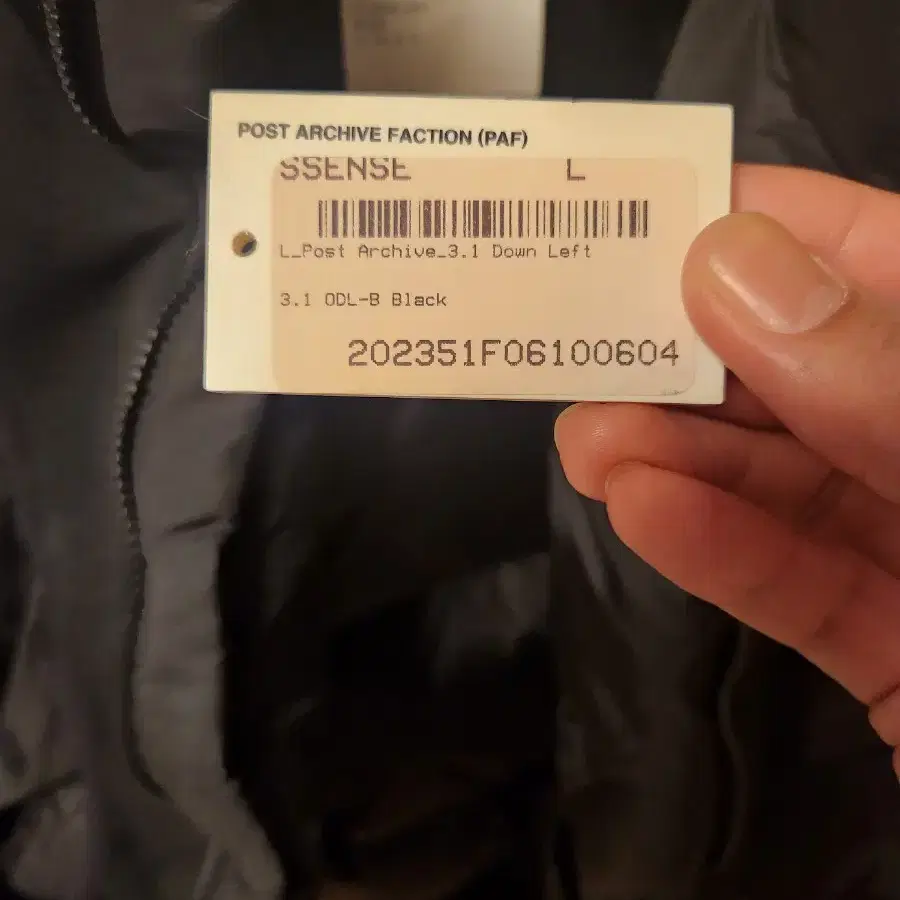 POST ARCHIVE FACTION (PAF)
SSENSE L
L_Post Archive_3.1 Down Left
3.1 ODL-B Black
202351F06100604